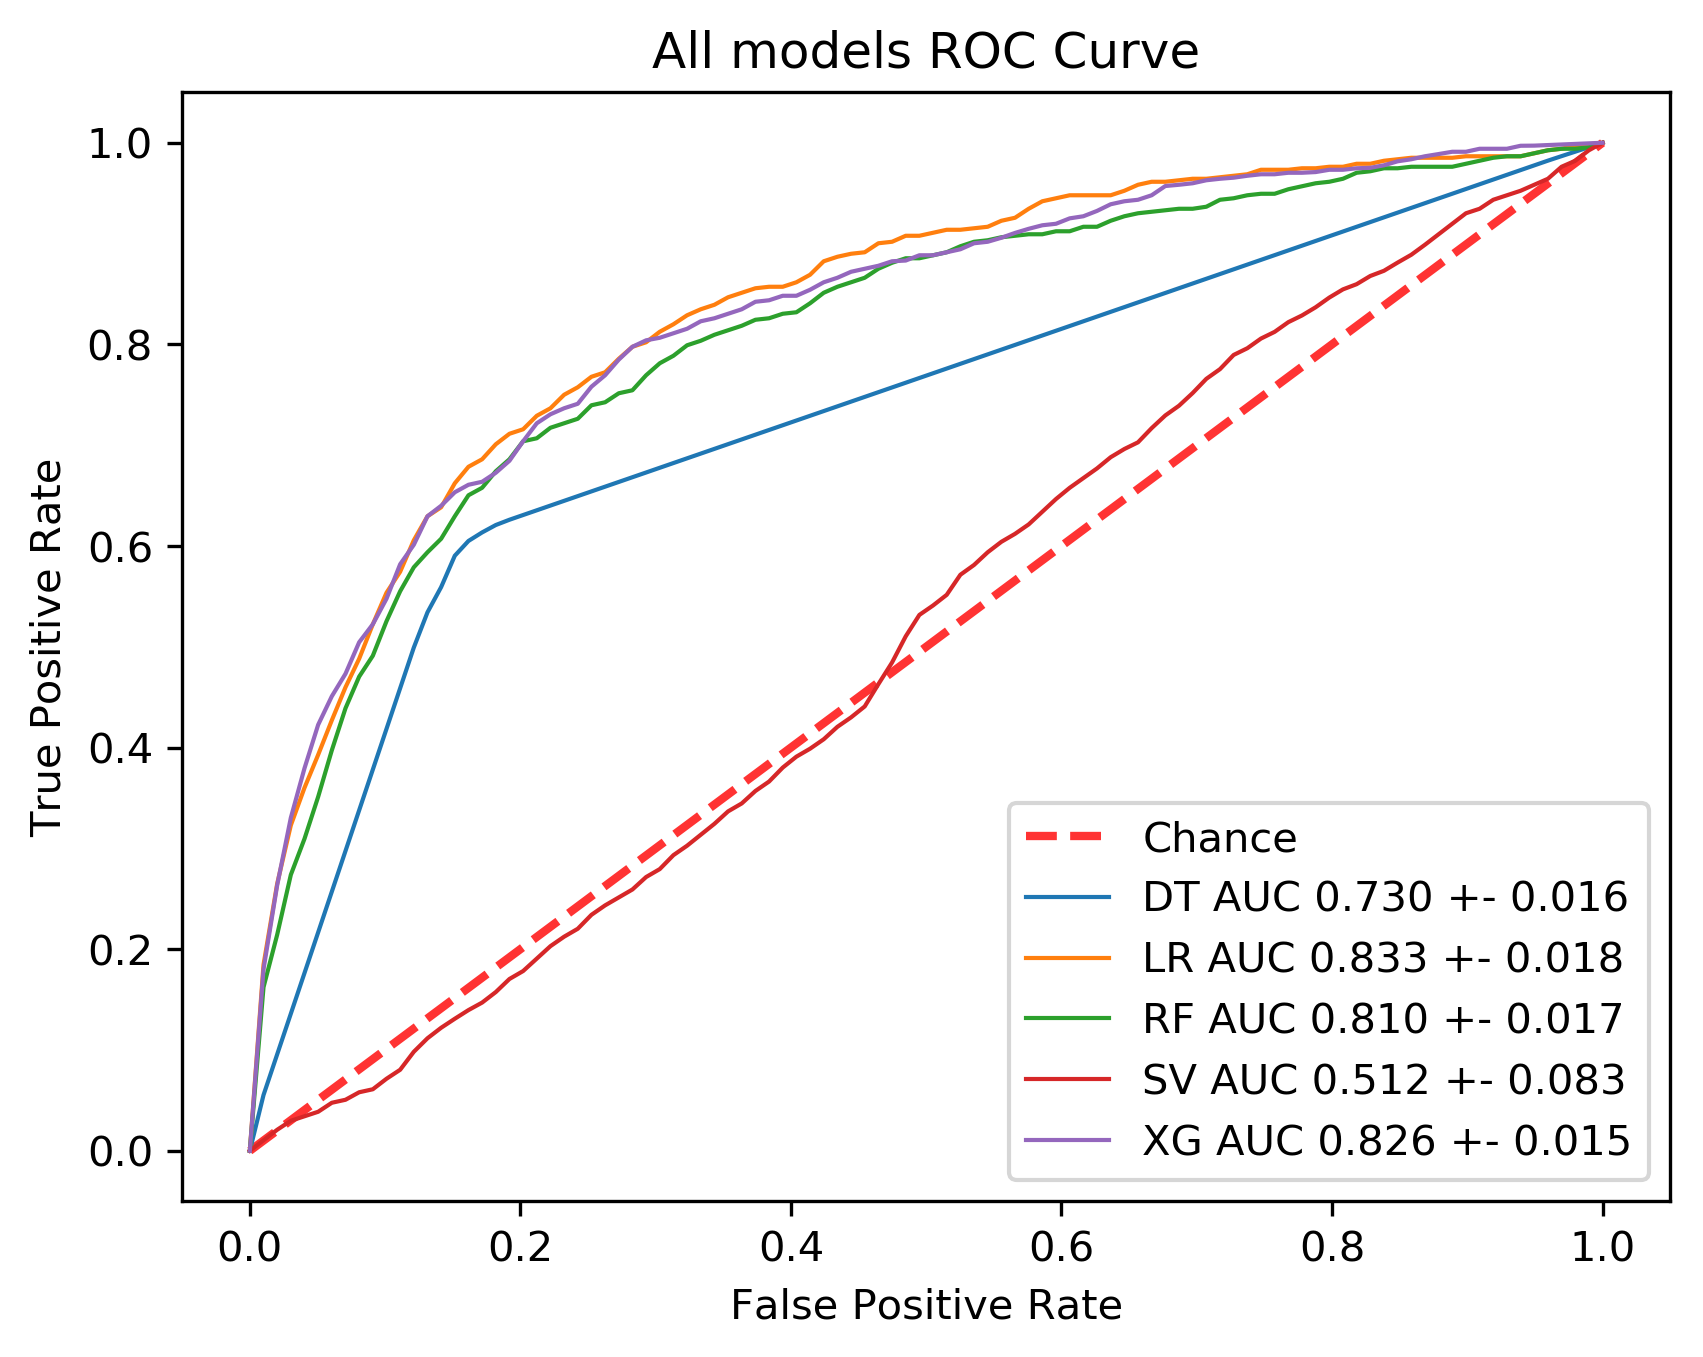 All models ROC Curve
True Positive Rate
1.0
0.8
0.6
0.4
0.2
0.0
Chance
DT AUC 0.730 +- 0.016
LR AUC 0.833 +- 0.018
RF AUC 0.810 +- 0.017
SV AUC 0.512 +- 0.083
XG AUC 0.826 +- 0.015
0.0 0.2 0.4 0.6 0.8 1.0
False Positive Rate